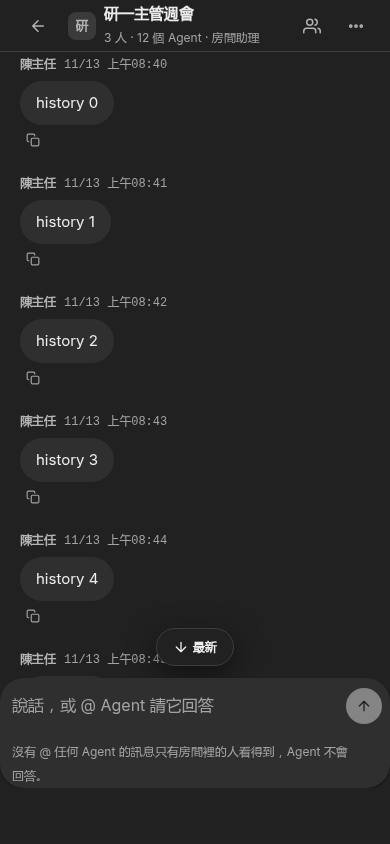 研
研一主管週會
3 人 · 12 個 Agent · 房間助理
陳主任 11/13 上午08:40
history 0
陳主任 11/13 上午08:41
history 1
陳主任 11/13 上午08:42
history 2
陳主任 11/13 上午08:43
history 3
陳主任 11/13 上午08:44
history 4
陳主任 11/13 上午08:4
最新
說話，或 @ Agent 請它回答
沒有 @ 任何 Agent 的訊息只有房間裡的人看得到，Agent 不會
回答。